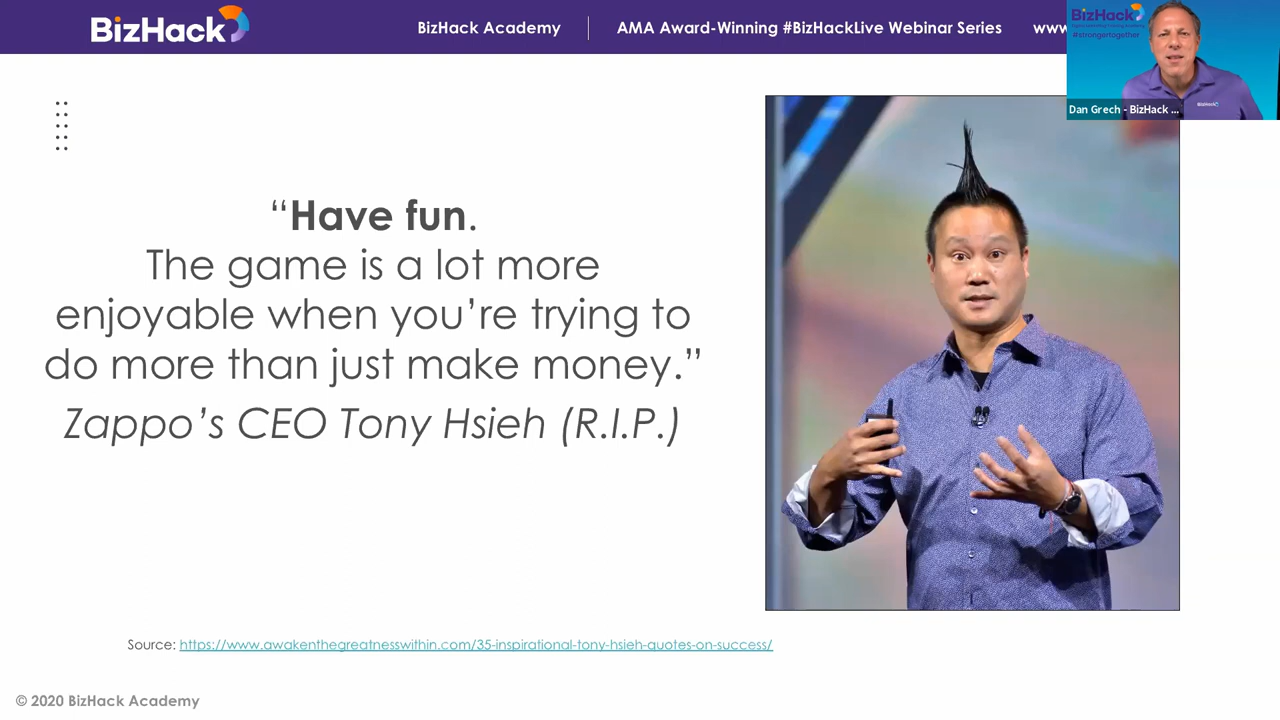 BizHack
BizHack Academy
AMA Award-Winning #BizHackLive Webinar Series
www
BizHack
#strongertogether
Dan Grech - BizHack ...
BizHack
“Have fun.
The game is a lot more
enjoyable when you’re trying to
do more than just make money.”
Zappo’s CEO Tony Hsieh (R.I.P.)
Source: https://www.awakenthegreatnesswithin.com/35-inspirational-tony-hsieh-quotes-on-success/
© 2020 BizHack Academy